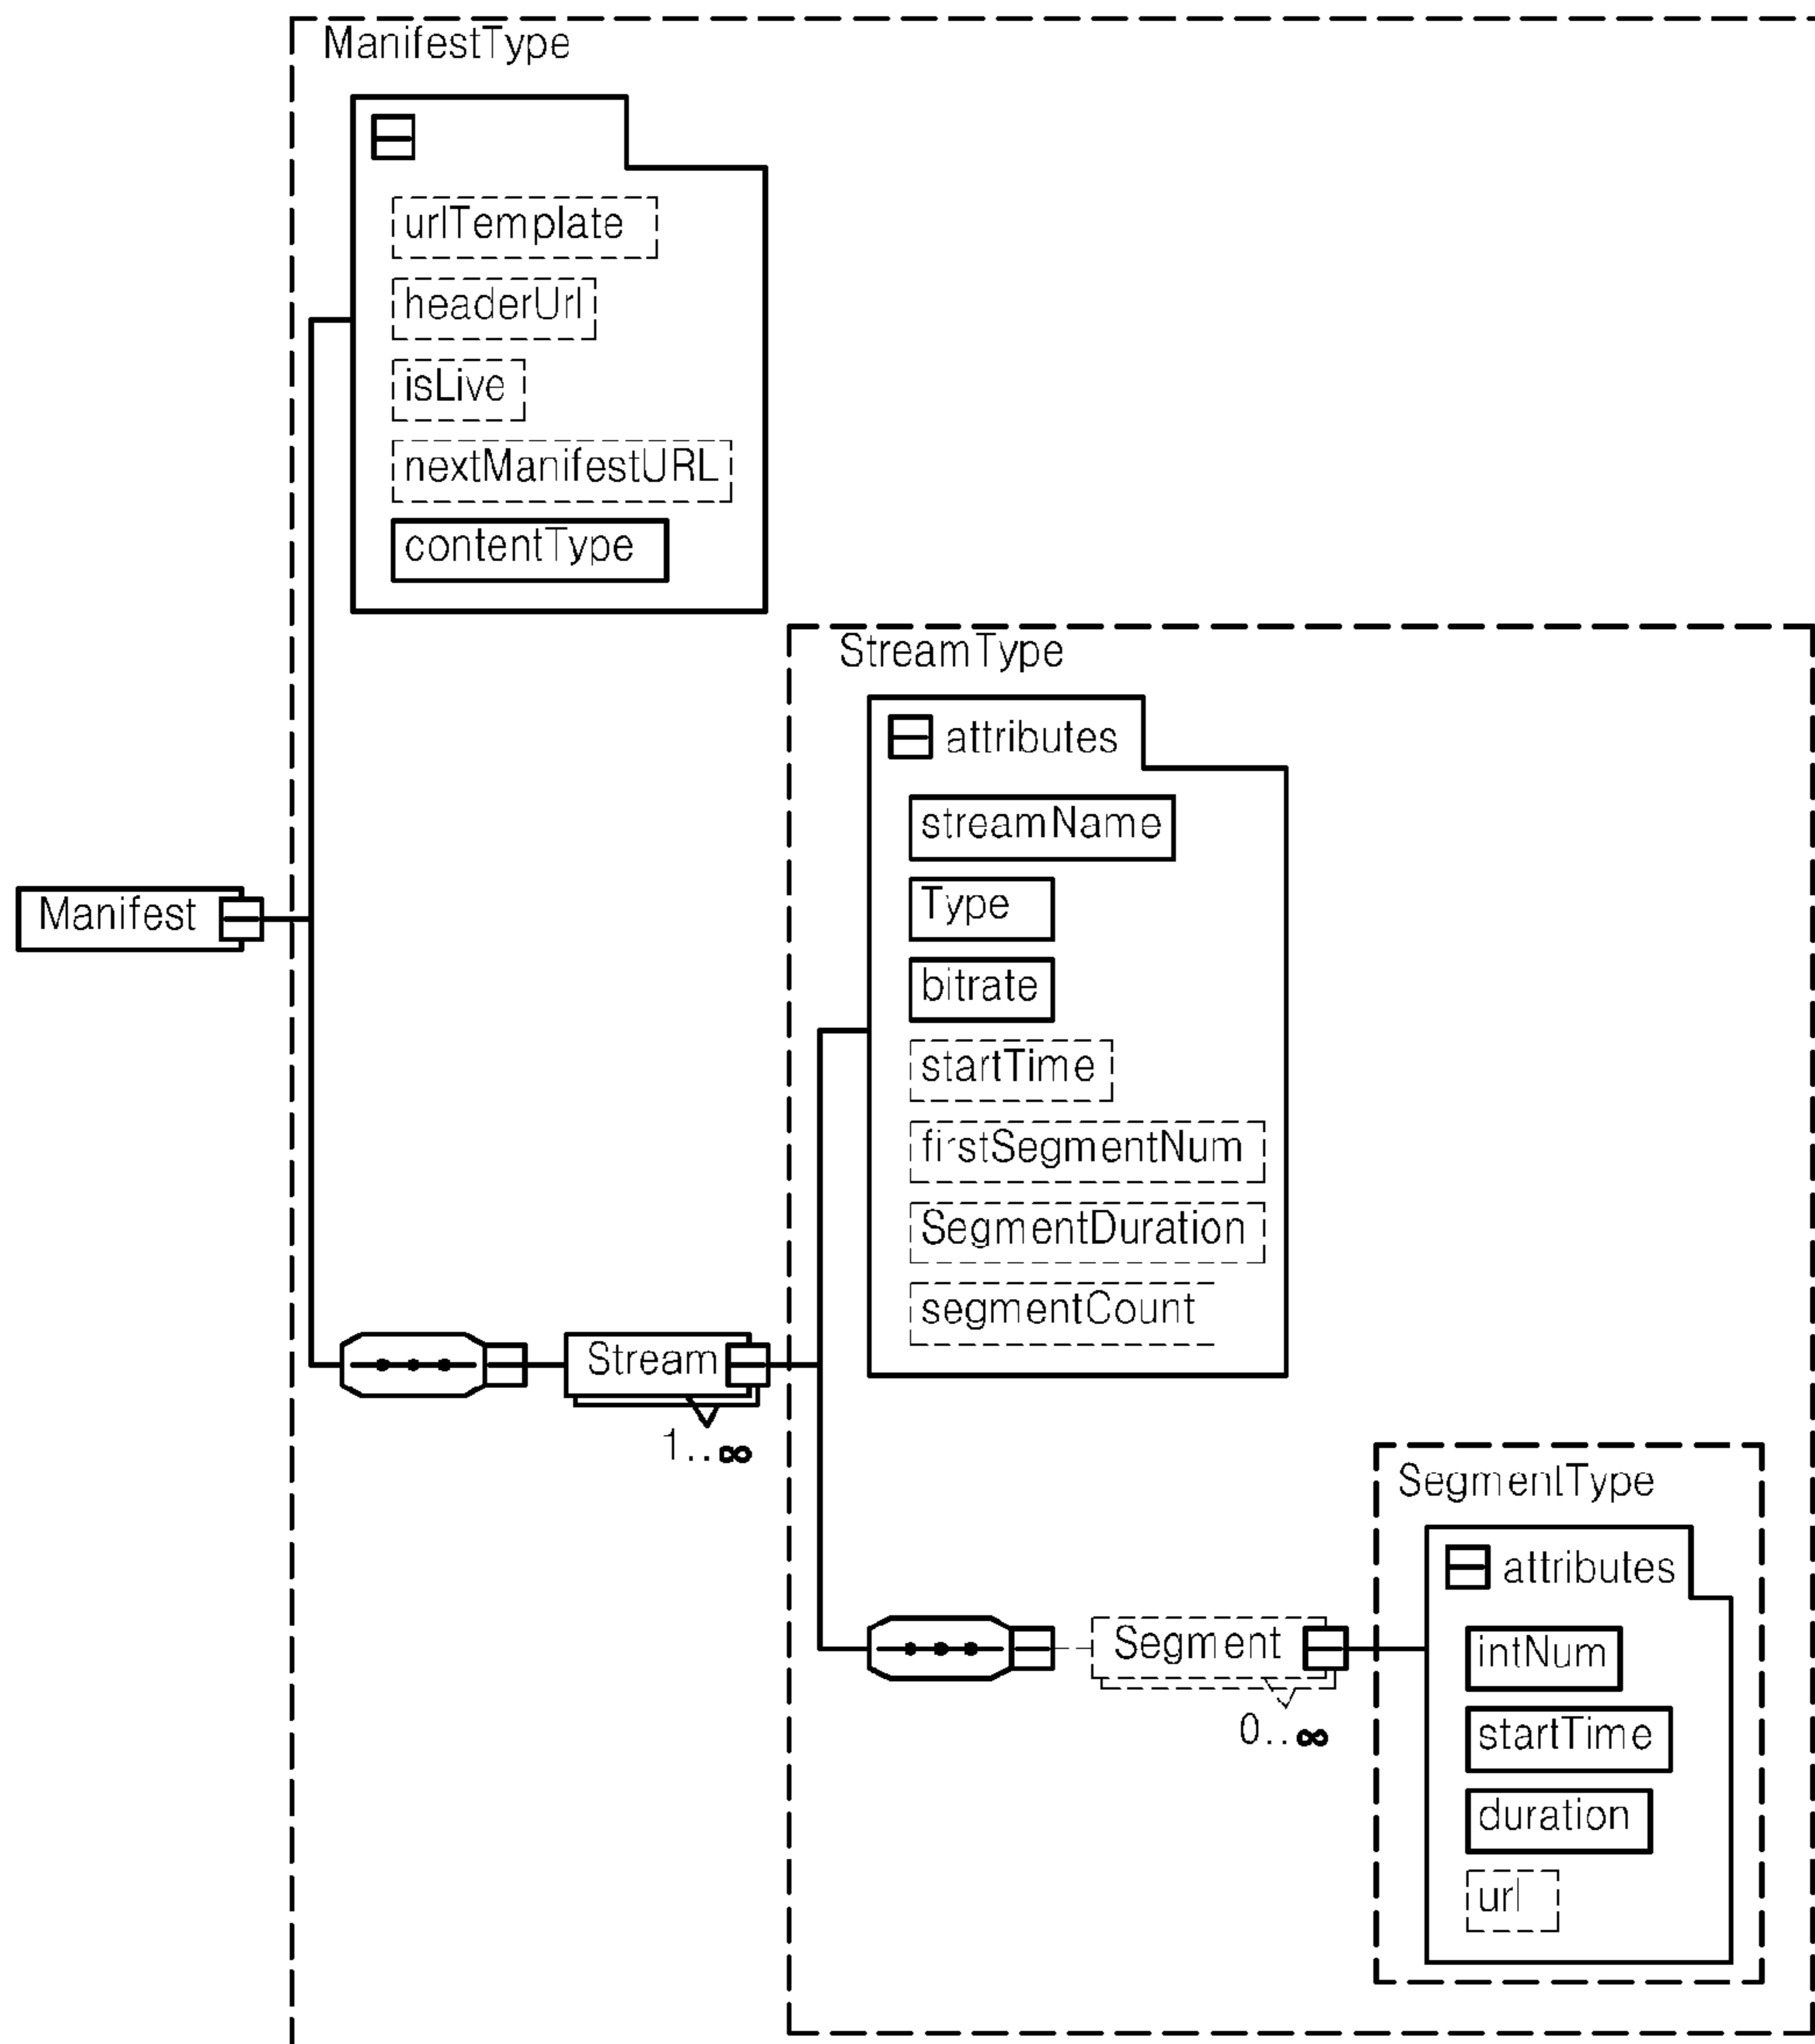 ManifestType
urlTemplate
headerUrl
isLive
nextManifestURL
contentType
StreamType
attributes
streamName
Type
bitrate
startTime
firstSegmentNum
SegmentDuration
segmentCount
Manifest
Stream
1..∞
SegmentType
attributes
intNum
startTime
duration
url
Segment
0..∞